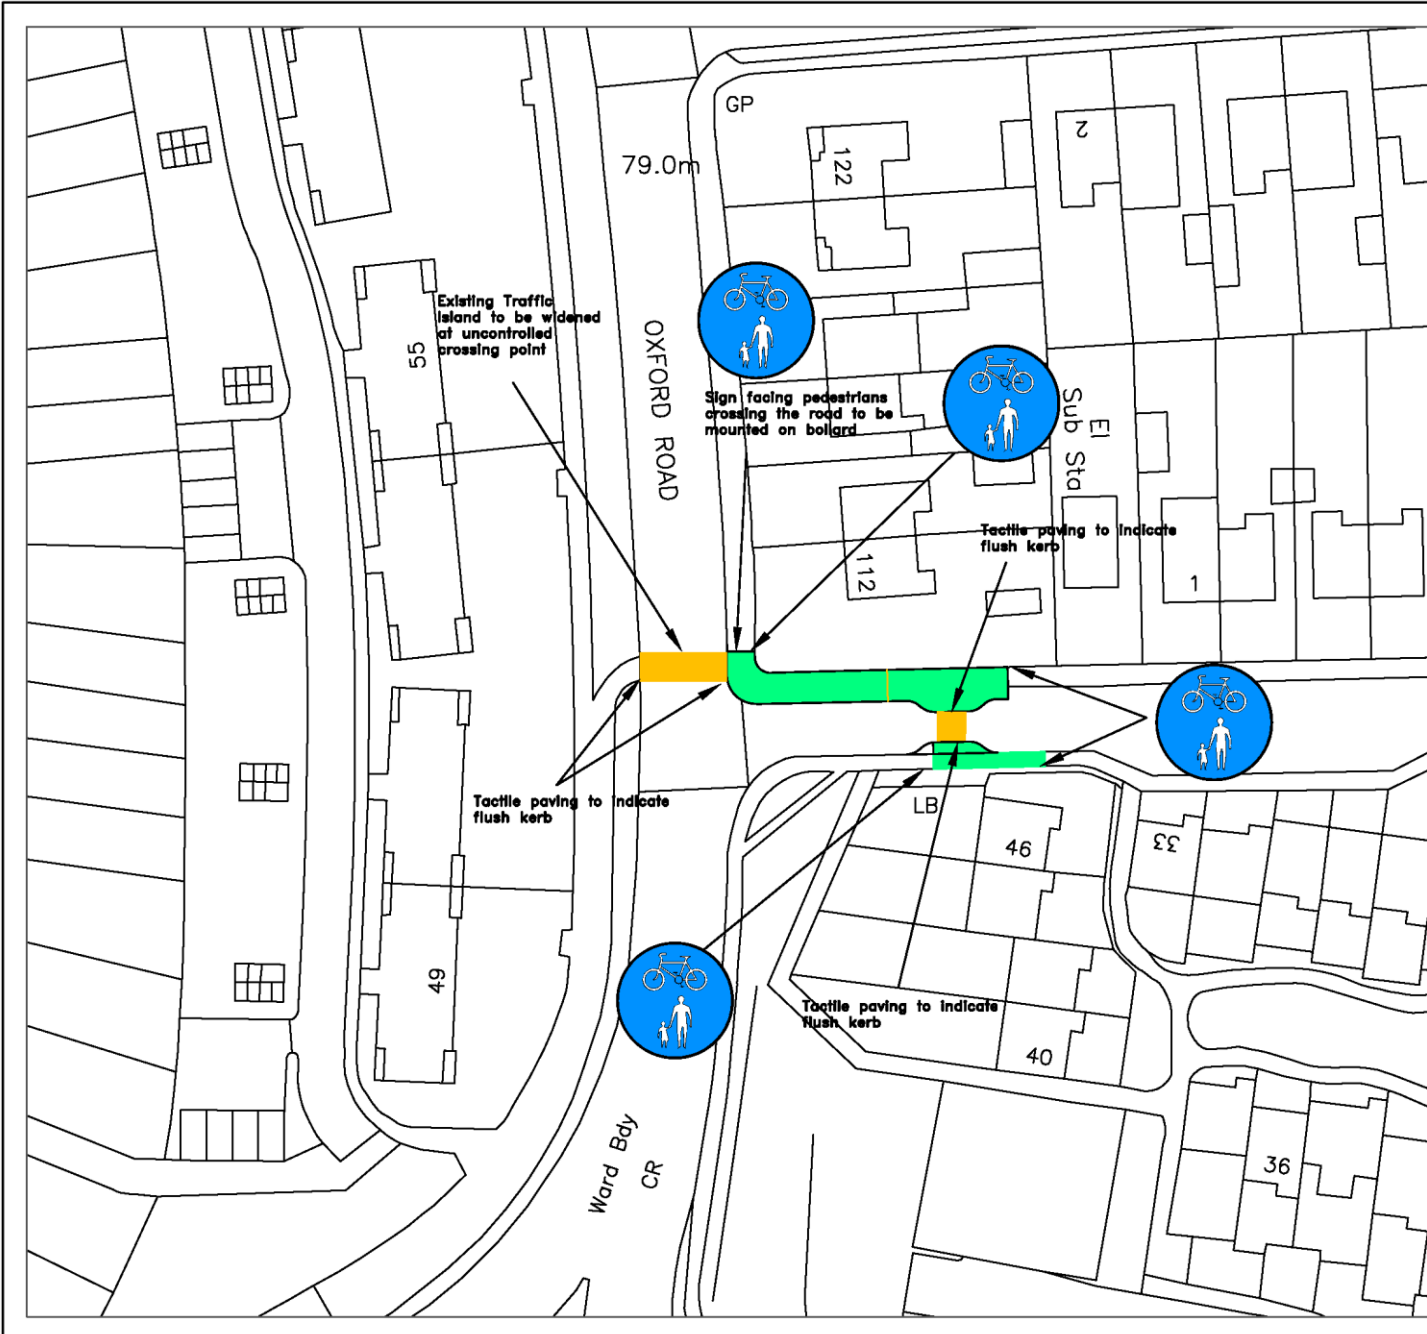 GP
122
2
79.0m
Existing Traffic
Island to be widened
at uncontrolled
crossing point
55
OXFORD ROAD
Sign facing pedestrians
crossing the road to be
mounted on bollard
El
Sub Sta
Tactile paving to indicate
flush kerb
112
1
Tactile paving to indicate
flush kerb
LB
46
33
49
Tactile paving to indicate
flush kerb
40
Ward Bdy
CR
36